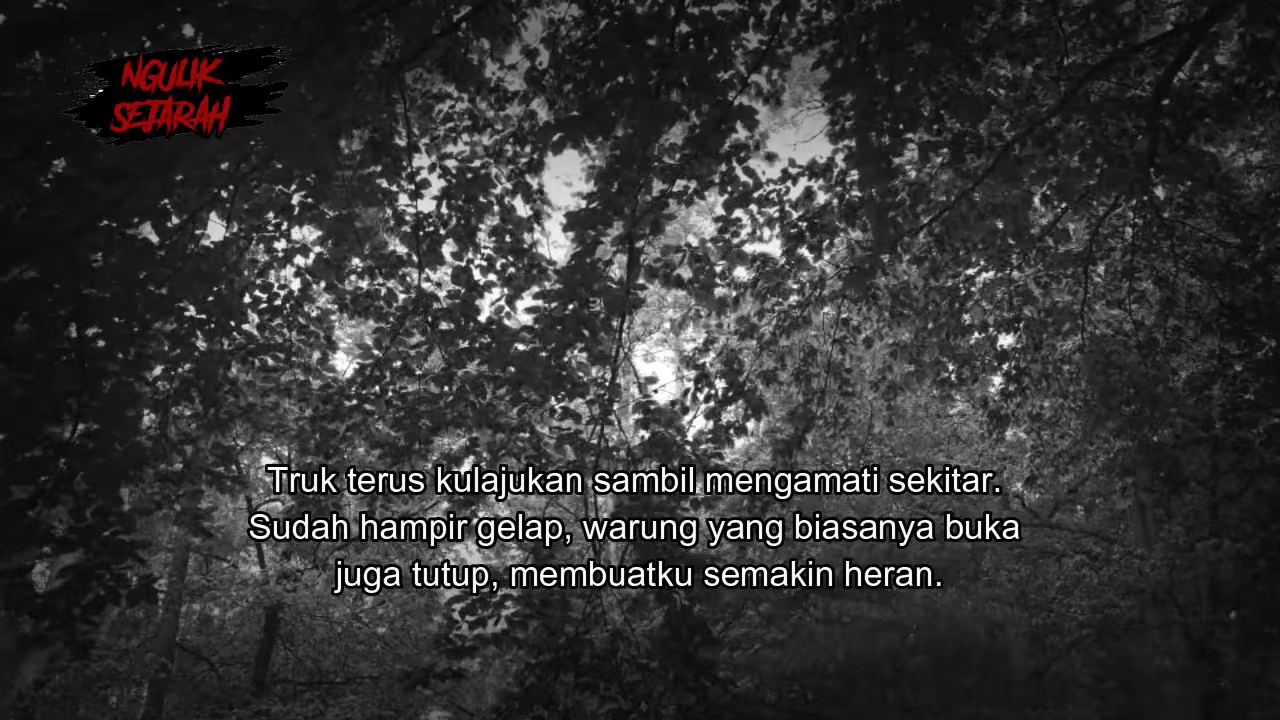 NGULIK
SEJARAH
Truk terus kulajukan sambil mengamati sekitar.
Sudah hampir gelap, warung yang biasanya buka
juga tutup, membuatku semakin heran.